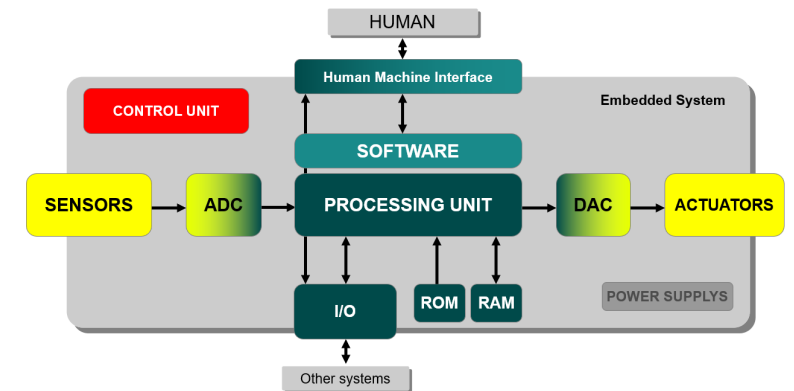 HUMAN
Human Machine Interface
Embedded System
CONTROL UNIT
SOFTWARE
SENSORS
ADC
PROCESSING UNIT
DAC
ACTUATORS
I/O
ROM
RAM
POWER SUPPLYS
Other systems